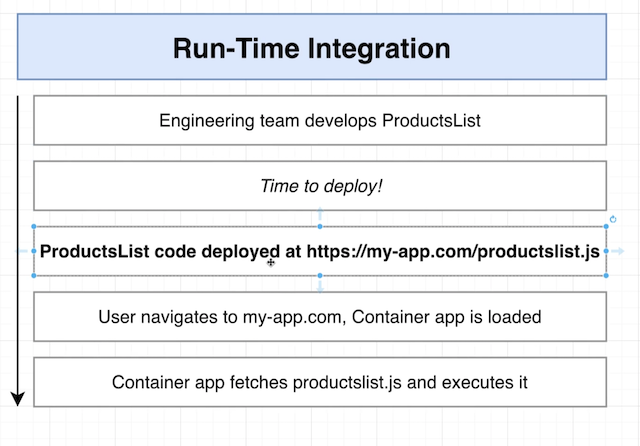 Run-Time Integration
Engineering team develops ProductsList
Time to deploy!
ProductsList code deployed at https://my-app.com/productslist.js
User navigates to my-app.com, Container app is loaded
Container app fetches productslist.js and executes it